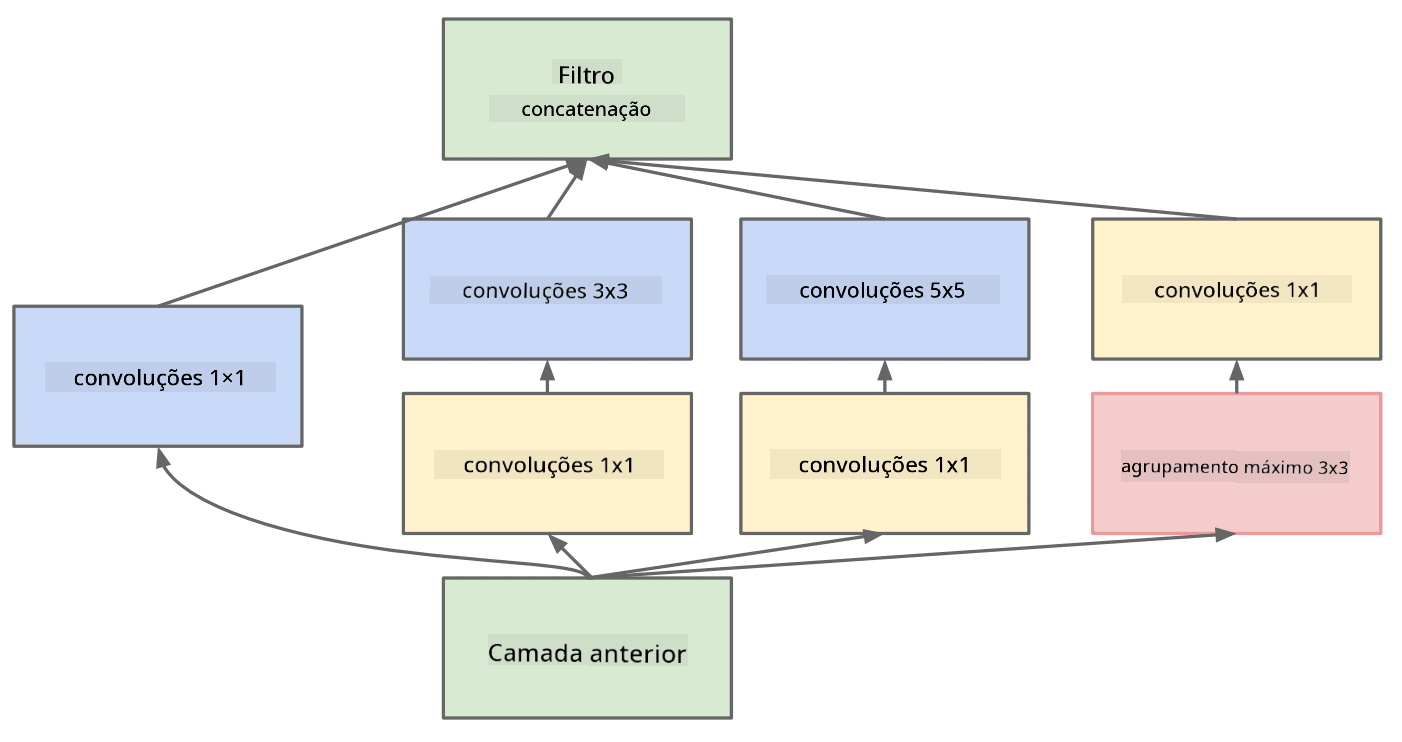 Filtro
concatenação
convoluções 3x3
convoluções 5x5
convoluções 1x1
convoluções 1×1
convoluções 1x1
convoluções 1x1
agrupamento máximo 3x3
Camada anterior